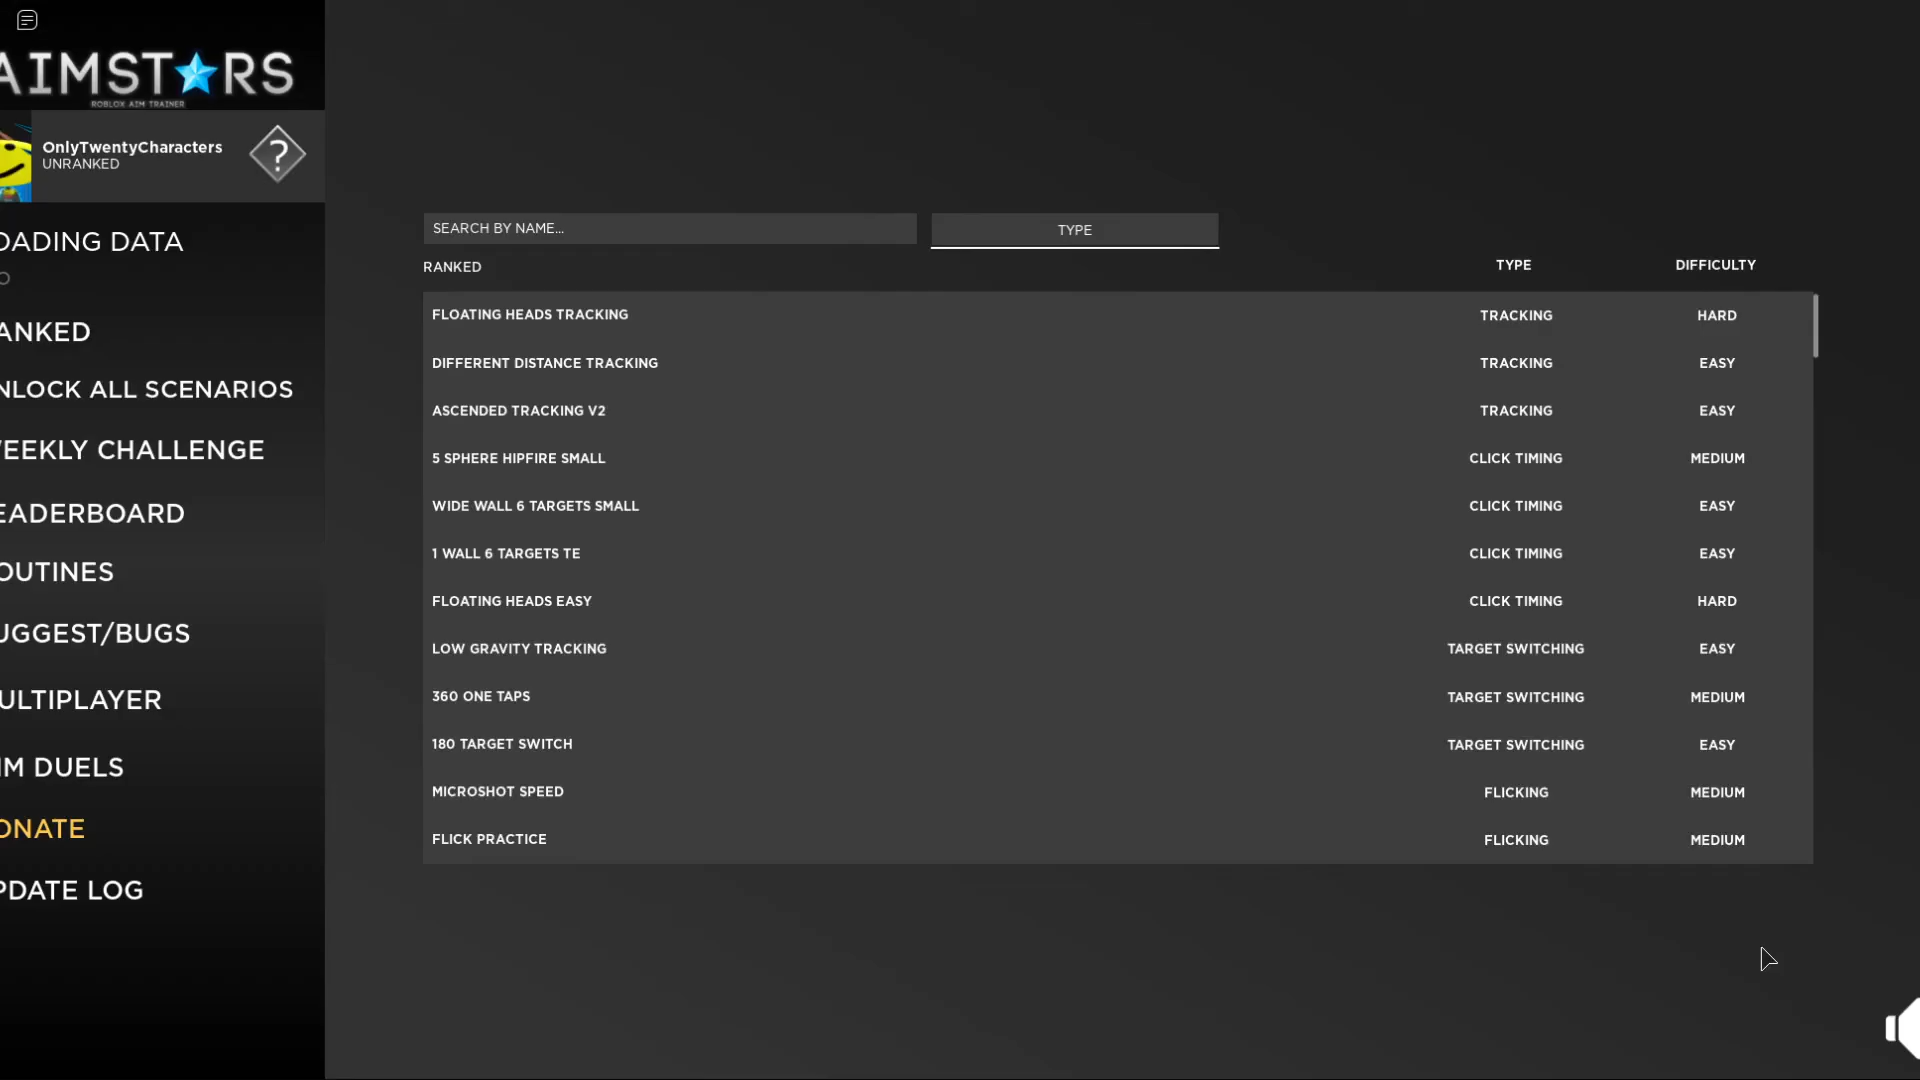 AIMSTARS
ROBLOX AIM TRAINER
OnlyTwentyCharacters
UNRANKED
?
OADING DATA
ANKED
NLOCK ALL SCENARIOS
EEKLY CHALLENGE
EADERBOARD
OUTINES
UGGEST/BUGS
ULTIPLAYER
IM DUELS
ONATE
PDATE LOG
SEARCH BY NAME...
TYPE
RANKED TYPE DIFFICULTY
FLOATING HEADS TRACKING TRACKING HARD
DIFFERENT DISTANCE TRACKING TRACKING EASY
ASCENDED TRACKING V2 TRACKING EASY
5 SPHERE HIPFIRE SMALL CLICK TIMING MEDIUM
WIDE WALL 6 TARGETS SMALL CLICK TIMING EASY
1 WALL 6 TARGETS TE CLICK TIMING EASY
FLOATING HEADS EASY CLICK TIMING HARD
LOW GRAVITY TRACKING TARGET SWITCHING EASY
360 ONE TAPS TARGET SWITCHING MEDIUM
180 TARGET SWITCH TARGET SWITCHING EASY
MICROSHOT SPEED FLICKING MEDIUM
FLICK PRACTICE FLICKING MEDIUM